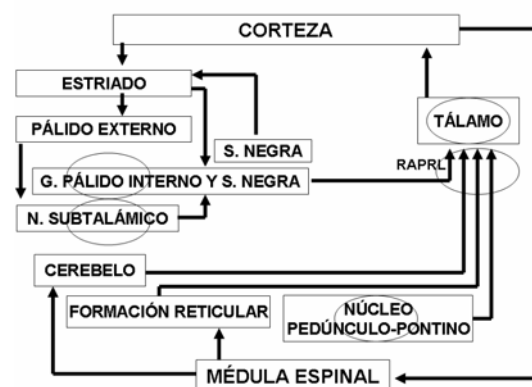 CORTEZA
ESTRIADO
TÁLAMO
PÁLIDO EXTERNO
S. NEGRA
RAPRL
G. PÁLIDO INTERNO Y S. NEGRA
N. SUBTALÁMICO
CEREBELO
FORMACIÓN RETICULAR
NÚCLEO
PEDÚNCULO-PONTINO
MÉDULA ESPINAL